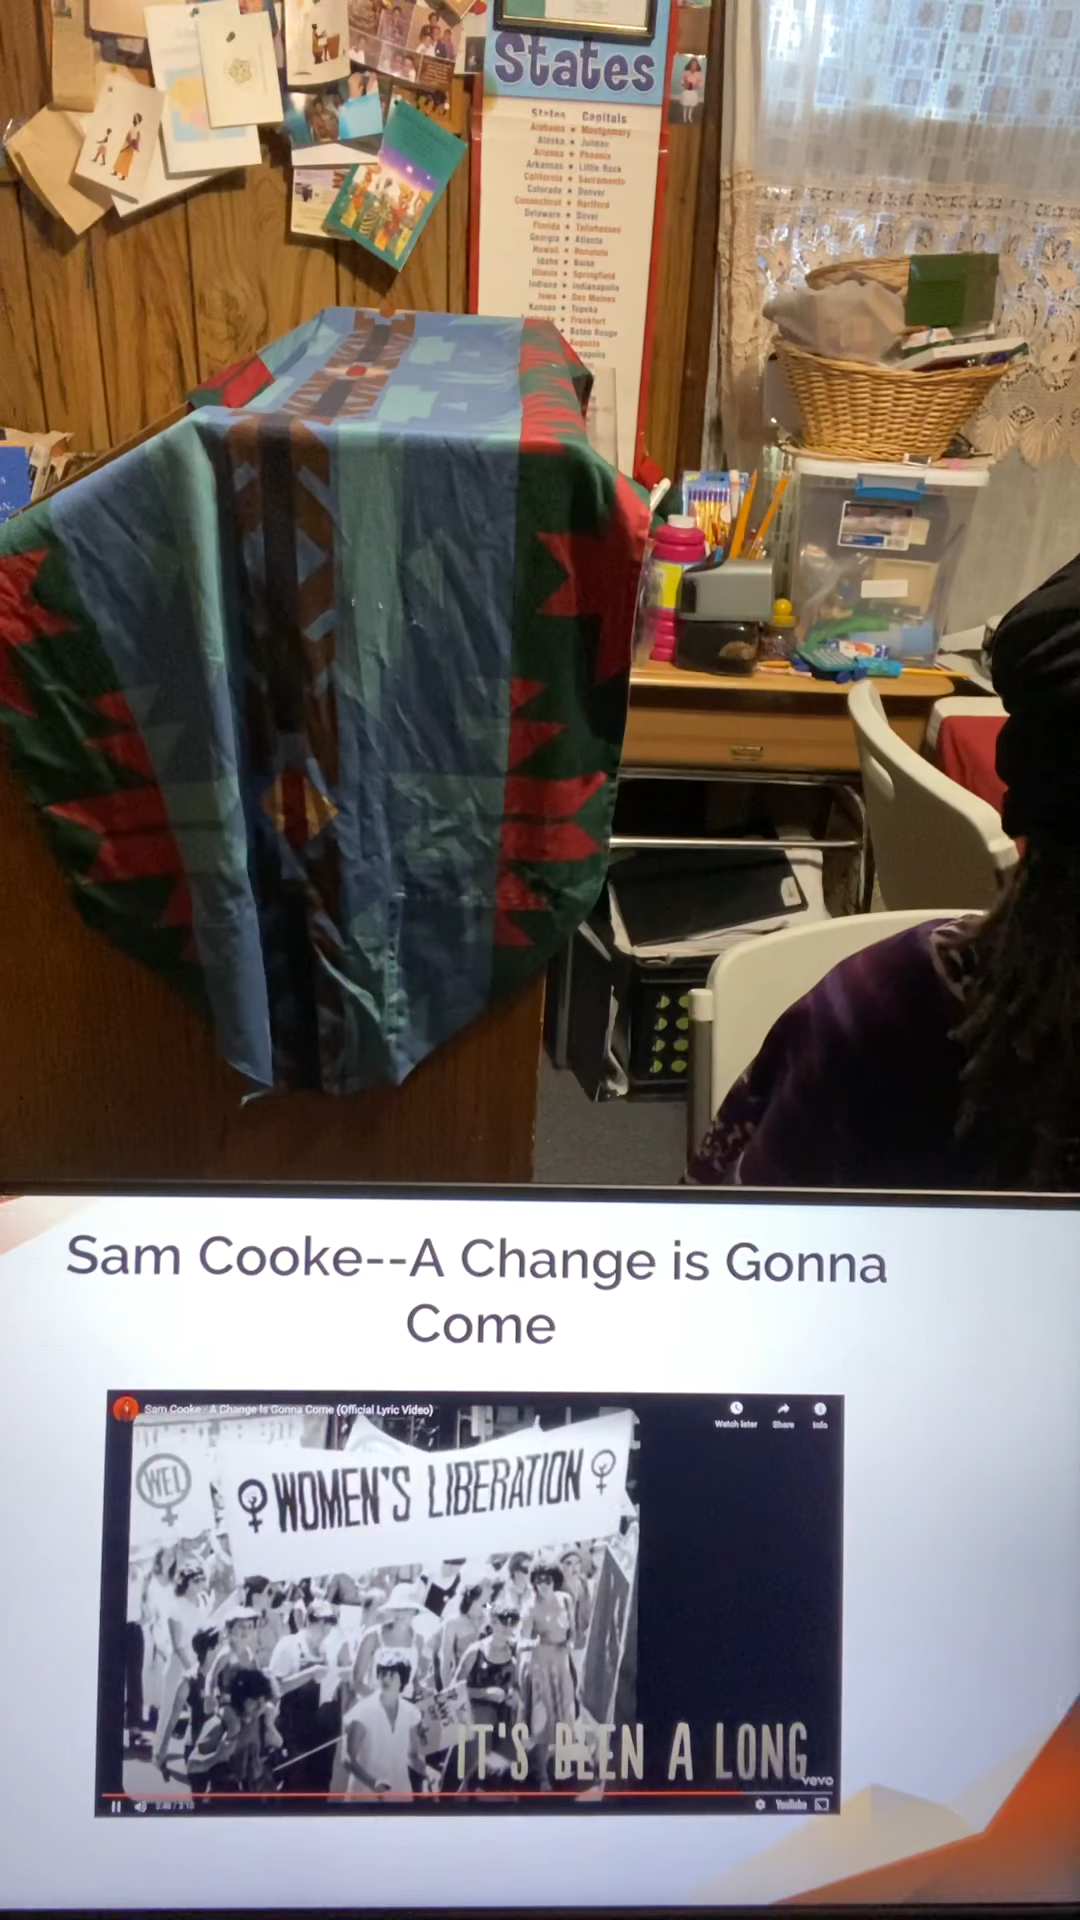 States
States Capitals
Alabama • Montgomery
Alaska • Juneau
Arizona • Phoenix
Arkansas • Little Rock
California • Sacramento
Colorado • Denver
Connecticut • Hartford
Delaware • Dover
Florida • Tallahassee
Georgia • Atlanta
Hawaii • Honolulu
Idaho • Boise
Illinois • Springfield
Indiana • Indianapolis
Iowa • Des Moines
Kansas • Topeka
Frankfort
Baton Rouge
Augusta
Sam Cooke--A Change is Gonna
Come
Sam Cooke - A Change Is Gonna Come (Official Lyric Video)
Watch later Share Info
WEL
WOMEN'S LIBERATION
IT'S BEEN A LONG
vevo
YouTube